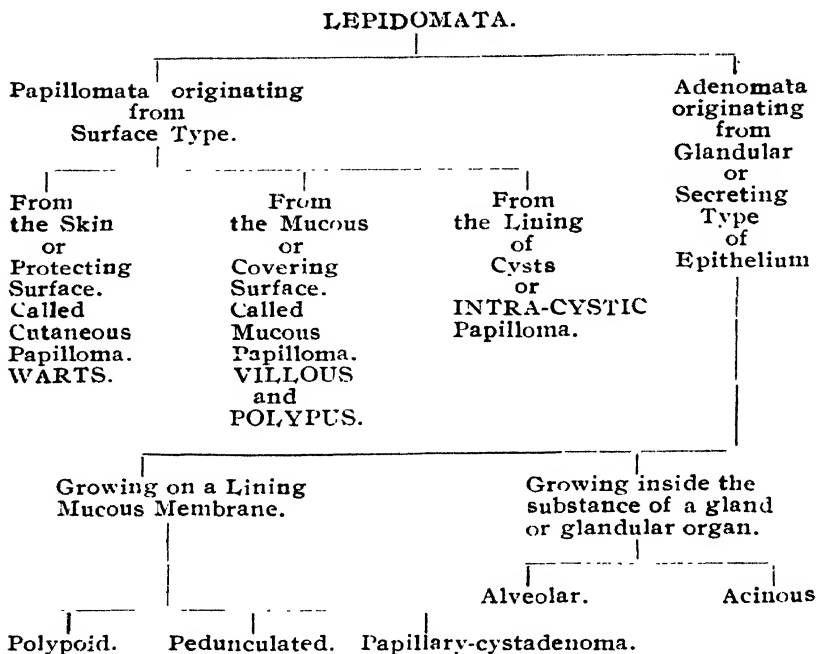 LEPIDOMATA.
Papillomata originating
from
Surface Type.
Adenomata
originating
from
Glandular
or
Secreting
Type
of
Epithelium
From
the Skin
or
Protecting
Surface.
Called
Cutaneous
Papilloma.
WARTS.
From
the Mucous
or
Covering
Surface.
Called
Mucous
Papilloma.
VILLOUS
and
POLYPUS.
From
the Lining
of
Cysts
or
INTRA-CYSTIC
Papilloma.
Growing on a Lining
Mucous Membrane.
Growing inside the
substance of a gland
or glandular organ.
Alveolar.
Acinous
Polypoid.
Pedunculated.
Papillary-cystadenoma.